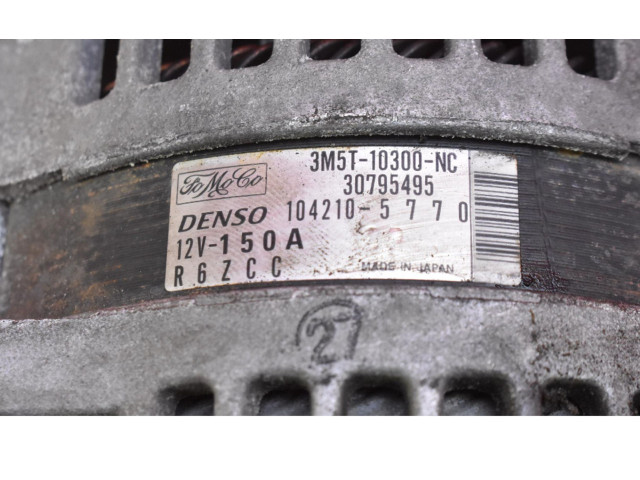 3M5T-10300-NC
FoMoCo
30795495
DENSO 104210-5770
12V-150A
R6ZCC
MADE IN JAPAN
27